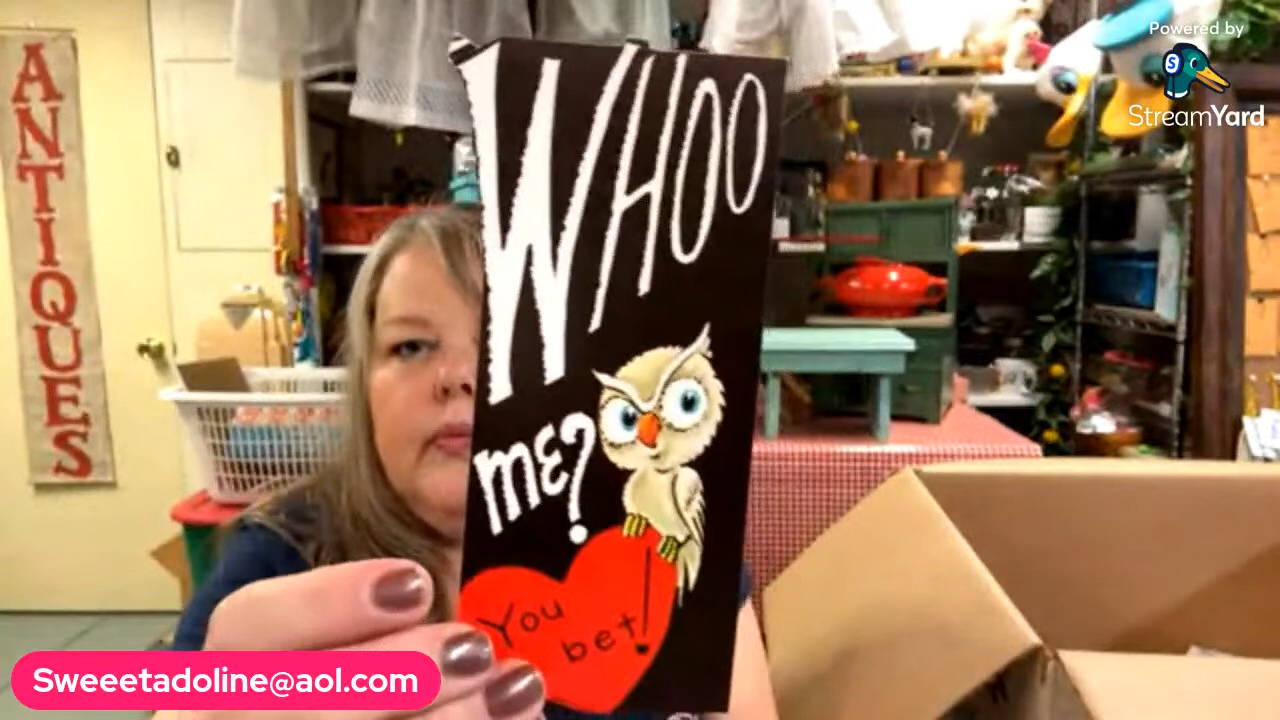 ANTIQUES
WHOO
ME?
You
bet!
Powered by
S
StreamYard
Sweeetadoline@aol.com